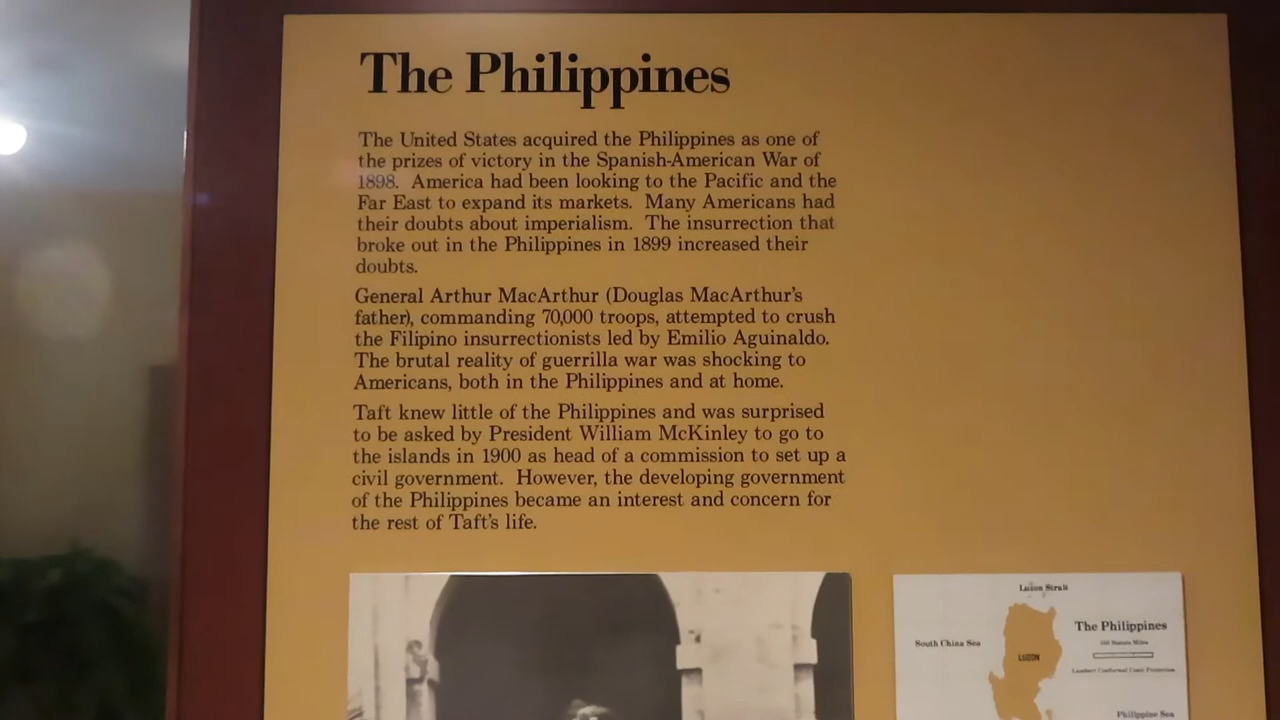 The Philippines
The United States acquired the Philippines as one of
the prizes of victory in the Spanish-American War of
1898. America had been looking to the Pacific and the
Far East to expand its markets. Many Americans had
their doubts about imperialism. The insurrection that
broke out in the Philippines in 1899 increased their
doubts.
General Arthur MacArthur (Douglas MacArthur's
father), commanding 70,000 troops, attempted to crush
the Filipino insurrectionists led by Emilio Aguinaldo.
The brutal reality of guerrilla war was shocking to
Americans, both in the Philippines and at home.
Taft knew little of the Philippines and was surprised
to be asked by President William McKinley to go to
the islands in 1900 as head of a commission to set up a
civil government. However, the developing government
of the Philippines became an interest and concern for
the rest of Taft's life.
Luzon Strait
The Philippines
Statute Miles
South China Sea
LUZON
Lambert Conformal Conic Projection
Philippine Sea